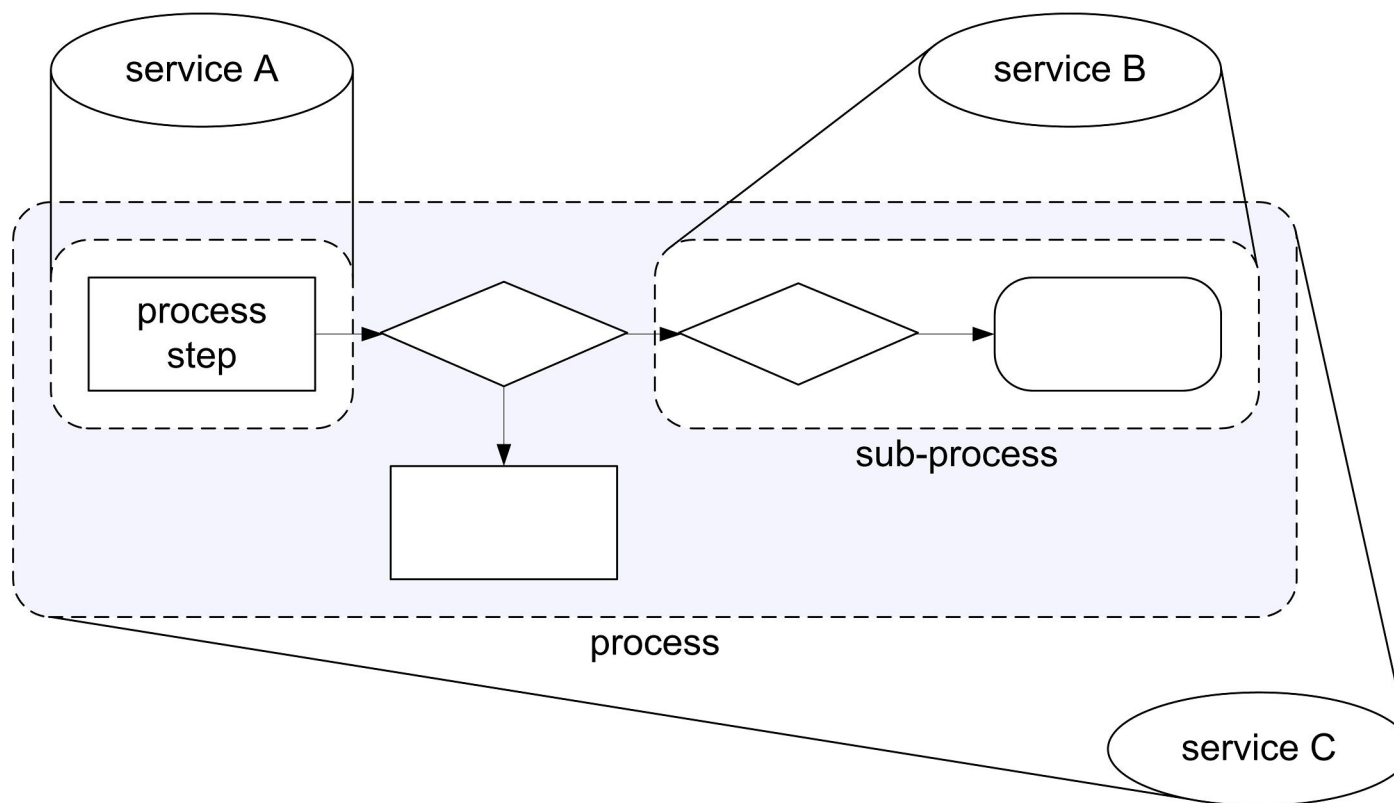 service A
service B
process
step
sub-process
process
service C